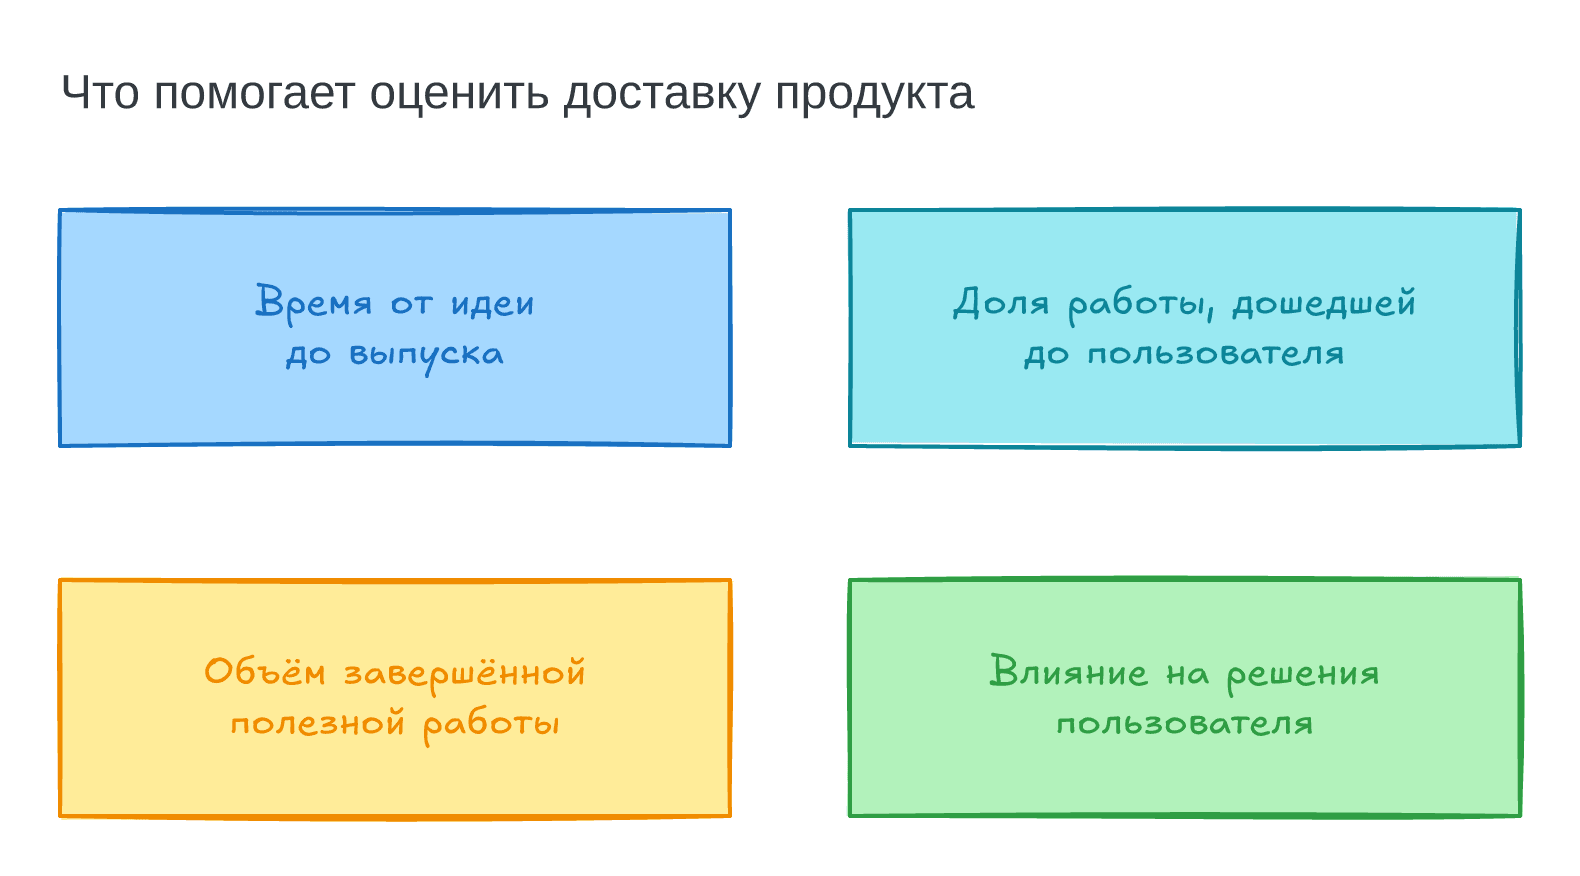 Что помогает оценить доставку продукта
Время от идеи
до выпуска
Доля работы, дошедшей
до пользователя
Объём завершённой
полезной работы
Влияние на решения
пользователя